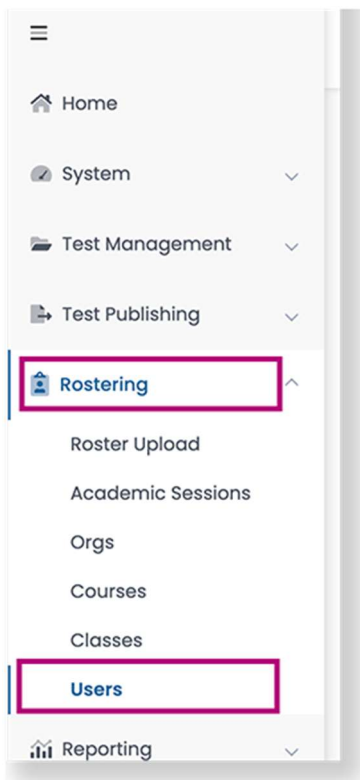 Home
System
Test Management
Test Publishing
Rostering
Roster Upload
Academic Sessions
Orgs
Courses
Classes
Users
Reporting